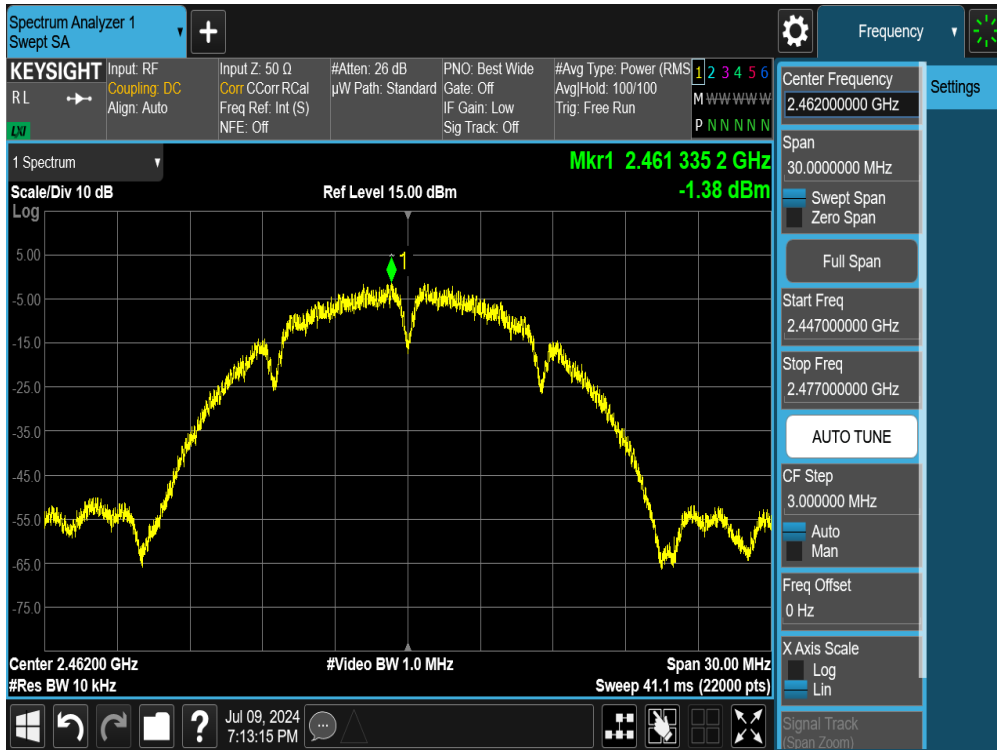 Spectrum Analyzer 1
Swept SA
+
Frequency
KEYSIGHT
R L
LXI
Input: RF
Coupling: DC
Align: Auto
Input Z: 50 Ω
Corr CCorr RCal
Freq Ref: Int (S)
NFE: Off
#Atten: 26 dB
µW Path: Standard
PNO: Best Wide
Gate: Off
IF Gain: Low
Sig Track: Off
#Avg Type: Power (RMS
Avg|Hold: 100/100
Trig: Free Run
1 2 3 4 5 6
M W W W W W
P N N N N N
Center Frequency
2.462000000 GHz
Settings
Span
30.0000000 MHz
Swept Span
Zero Span
Full Span
Start Freq
2.447000000 GHz
Stop Freq
2.477000000 GHz
AUTO TUNE
CF Step
3.000000 MHz
Auto
Man
Freq Offset
0 Hz
X Axis Scale
Log
Lin
Signal Track
(Span Zoom)
1 Spectrum
Mkr1 2.461 335 2 GHz
-1.38 dBm
Scale/Div 10 dB
Ref Level 15.00 dBm
Log
5.00
-5.00
-15.0
-25.0
-35.0
-45.0
-55.0
-65.0
-75.0
1
Center 2.46200 GHz
#Video BW 1.0 MHz
Span 30.00 MHz
#Res BW 10 kHz
Sweep 41.1 ms (22000 pts)
?
Jul 09, 2024
7:13:15 PM